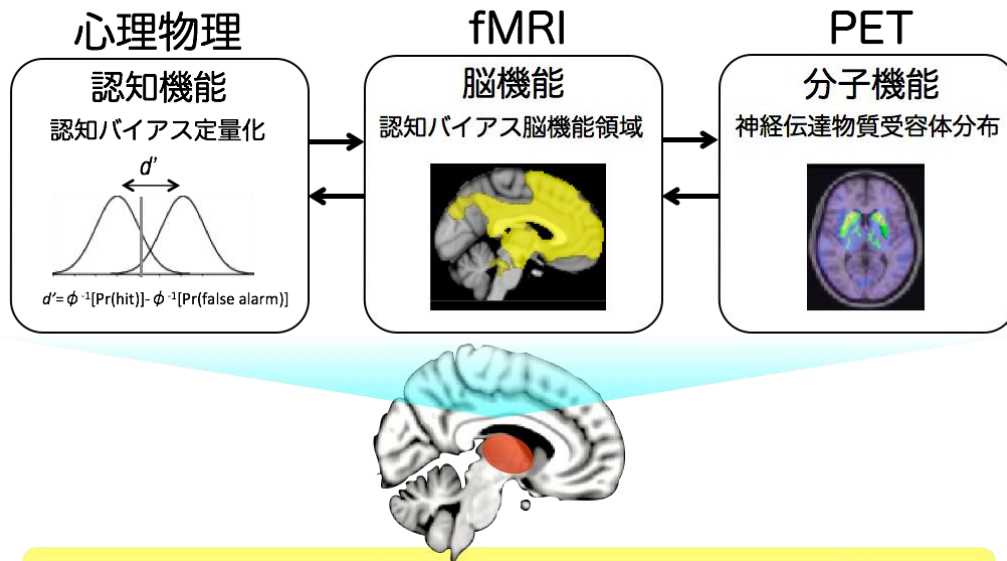 心理物理
fMRI
PET
認知機能
認知バイアス定量化
d’
d’= Φ ⁻¹[Pr(hit)]- Φ ⁻¹[Pr(false alarm)]
脳機能
認知バイアス脳機能領域
分子機能
神経伝達物質受容体分布